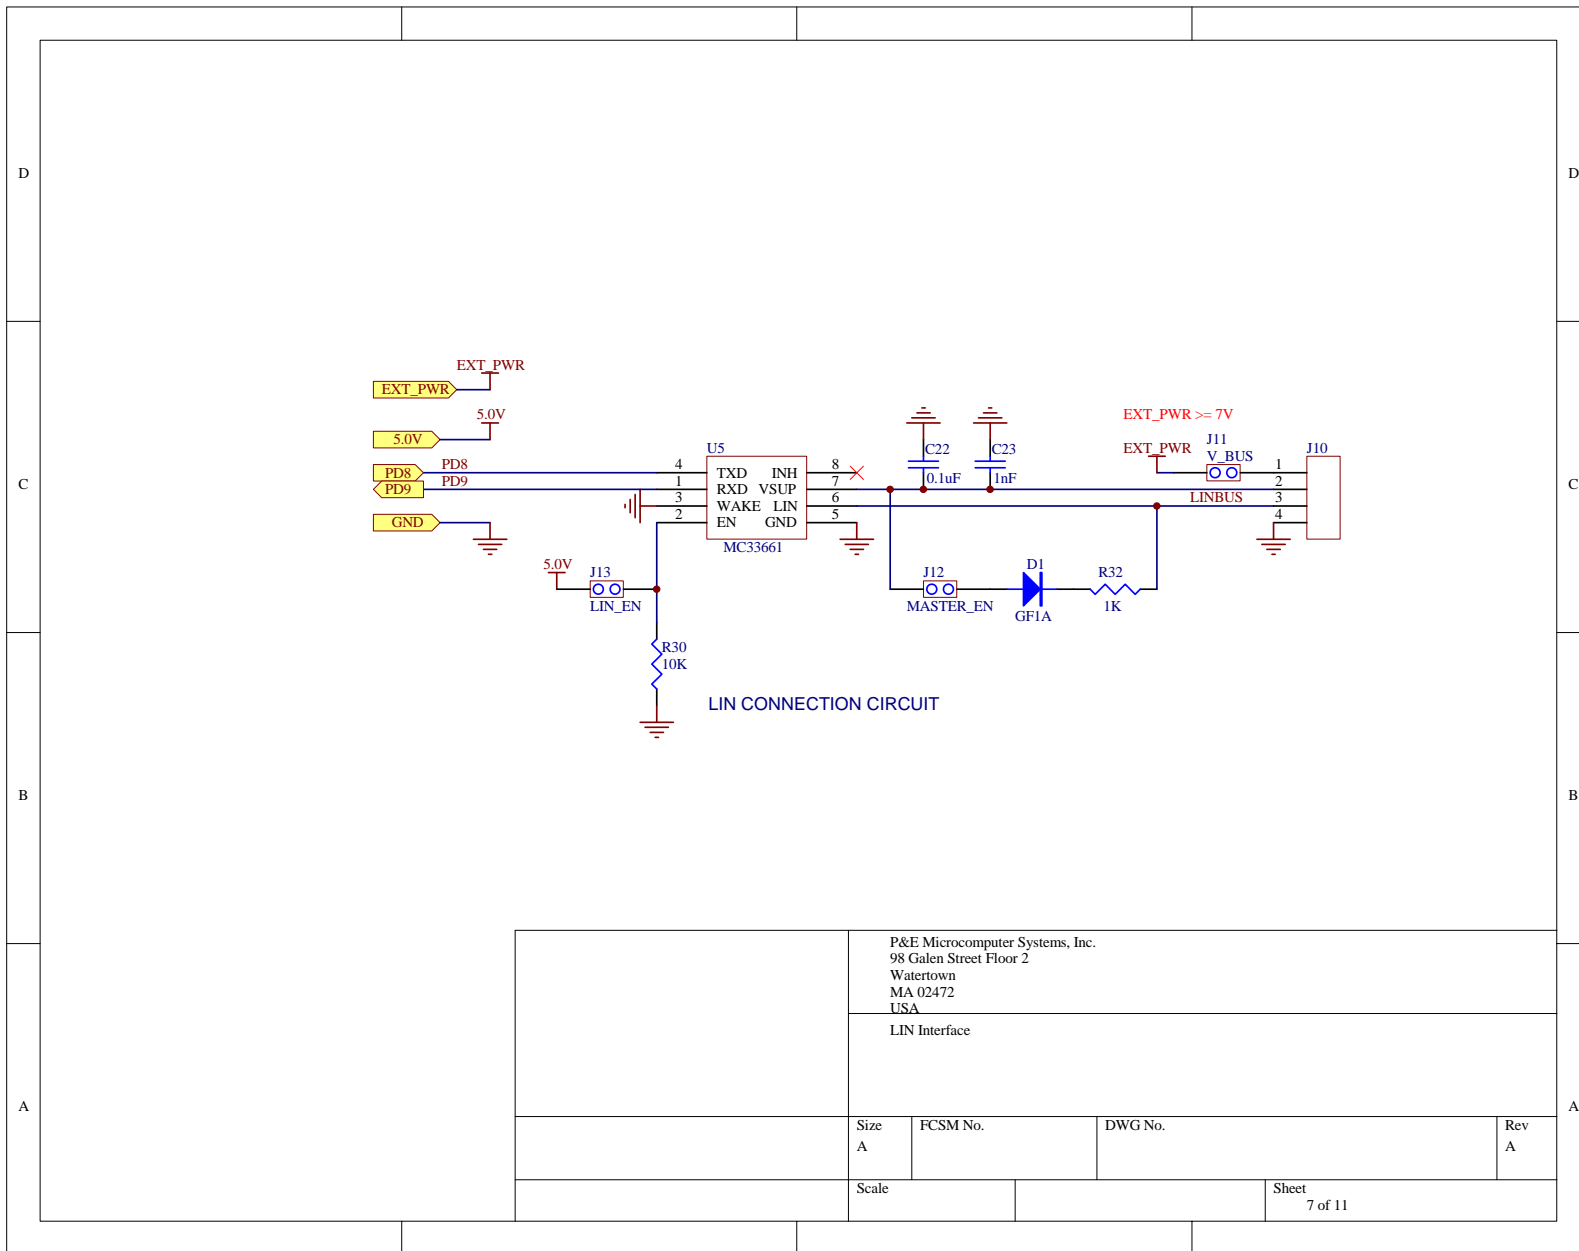 D
D
EXT_PWR
EXT_PWR
5.0V
5.0V
PD8
PD8
PD9
PD9
GND
C
C
U5
4 TXD INH 8
1 RXD VSUP 7
3 WAKE LIN 6
2 EN GND 5
MC33661
C22
0.1uF
C23
1nF
EXT_PWR >= 7V
EXT_PWR
J11
V_BUS
J10
1
2
LINBUS
3
4
5.0V
J13
LIN_EN
J12
MASTER_EN
D1
GF1A
R32
1K
R30
10K
LIN CONNECTION CIRCUIT
B
B
P&E Microcomputer Systems, Inc.
98 Galen Street Floor 2
Watertown
MA 02472
USA
LIN Interface
A
A
Size
A
FCSM No.
DWG No.
Rev
A
Scale
Sheet
7 of 11